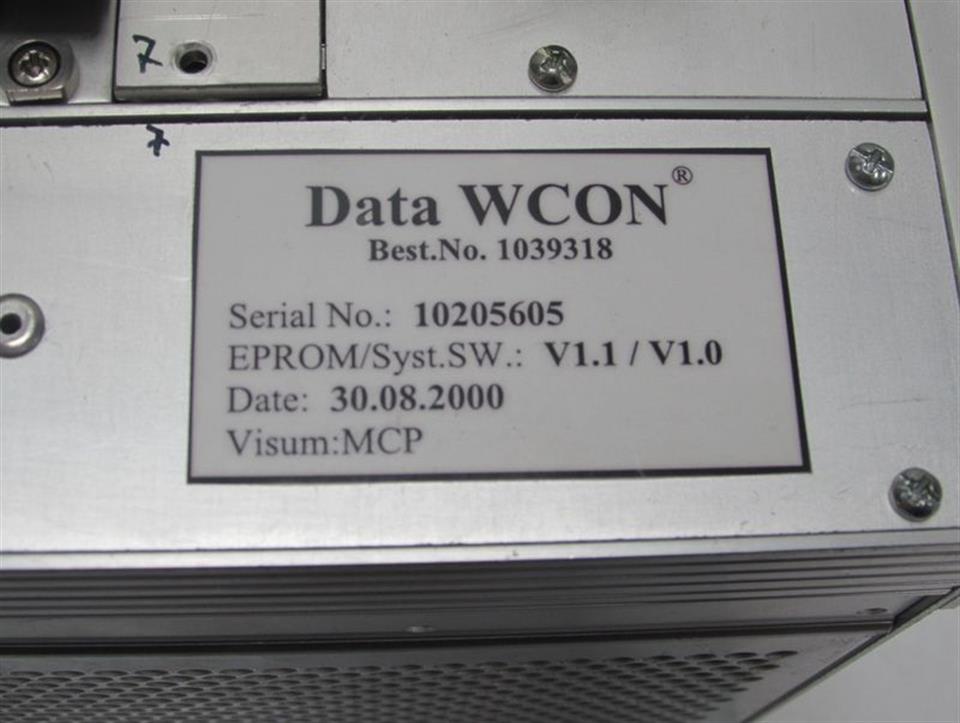 7
7
Data WCON®
Best.No. 1039318
Serial No.: 10205605
EPROM/Syst.SW.: V1.1 / V1.0
Date: 30.08.2000
Visum:MCP